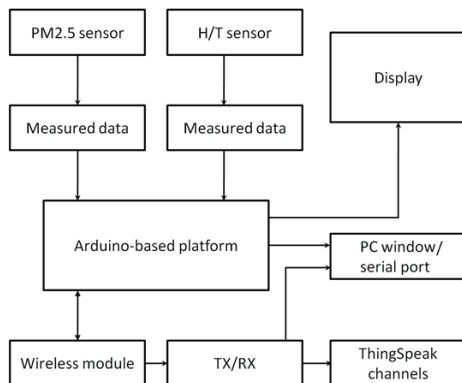 PM2.5 sensor
H/T sensor
Display
Measured data
Measured data
Arduino-based platform
PC window/
serial port
Wireless module
TX/RX
ThingSpeak
channels